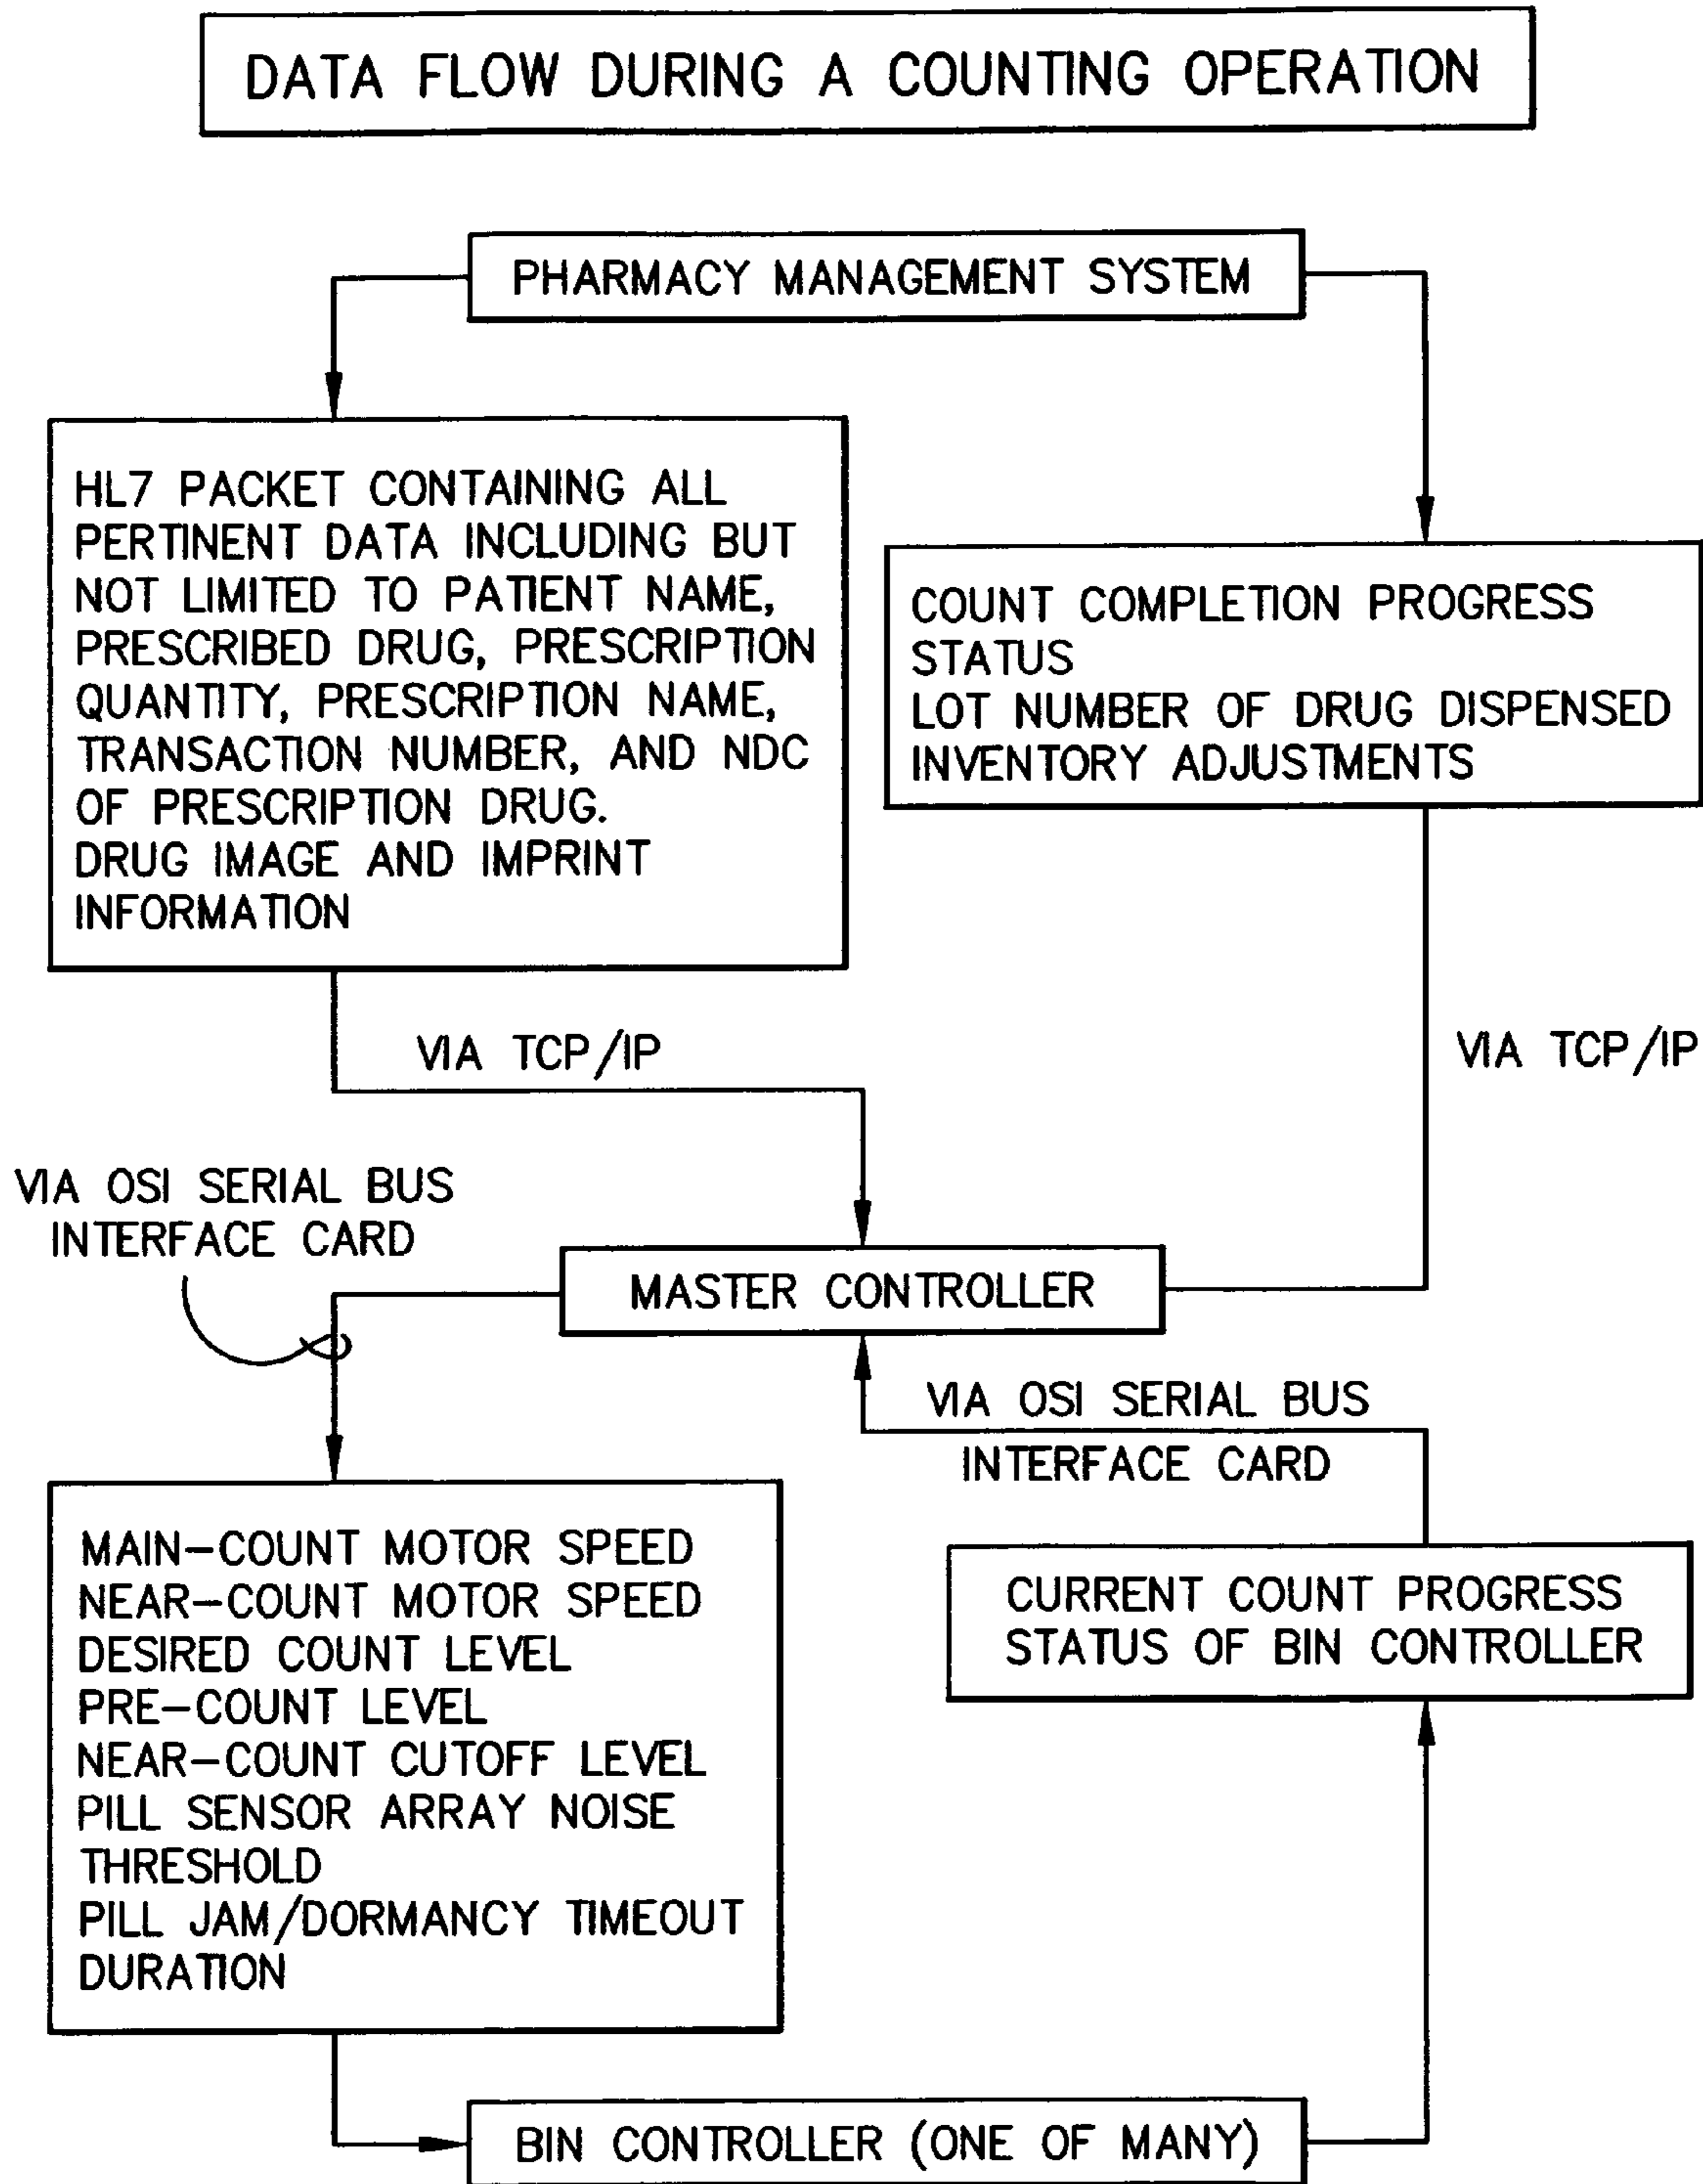 DATA FLOW DURING A COUNTING OPERATION
PHARMACY MANAGEMENT SYSTEM
HL7 PACKET CONTAINING ALL
PERTINENT DATA INCLUDING BUT
NOT LIMITED TO PATIENT NAME,
PRESCRIBED DRUG, PRESCRIPTION
QUANTITY, PRESCRIPTION NAME,
TRANSACTION NUMBER, AND NDC
OF PRESCRIPTION DRUG.
DRUG IMAGE AND IMPRINT
INFORMATION
COUNT COMPLETION PROGRESS
STATUS
LOT NUMBER OF DRUG DISPENSED
INVENTORY ADJUSTMENTS
VIA TCP/IP
VIA TCP/IP
VIA OSI SERIAL BUS
INTERFACE CARD
MASTER CONTROLLER
VIA OSI SERIAL BUS
INTERFACE CARD
MAIN-COUNT MOTOR SPEED
NEAR-COUNT MOTOR SPEED
DESIRED COUNT LEVEL
PRE-COUNT LEVEL
NEAR-COUNT CUTOFF LEVEL
PILL SENSOR ARRAY NOISE
THRESHOLD
PILL JAM/DORMANCY TIMEOUT
DURATION
CURRENT COUNT PROGRESS
STATUS OF BIN CONTROLLER
BIN CONTROLLER (ONE OF MANY)